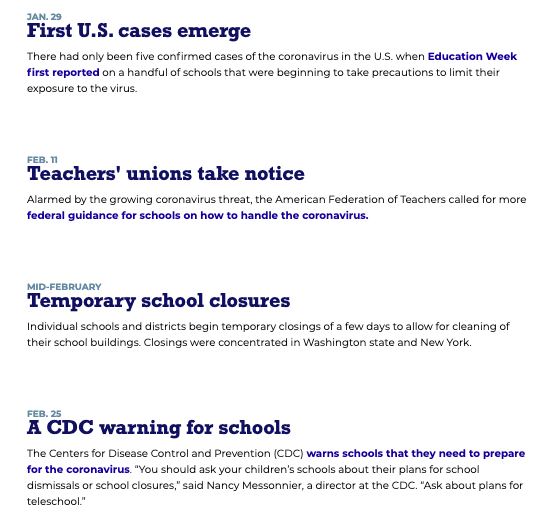 JAN. 29
First U.S. cases emerge
There had only been five confirmed cases of the coronavirus in the U.S. when Education Week
first reported on a handful of schools that were beginning to take precautions to limit their
exposure to the virus.
FEB. 11
Teachers' unions take notice
Alarmed by the growing coronavirus threat, the American Federation of Teachers called for more
federal guidance for schools on how to handle the coronavirus.
MID-FEBRUARY
Temporary school closures
Individual schools and districts begin temporary closings of a few days to allow for cleaning of
their school buildings. Closings were concentrated in Washington state and New York.
FEB. 25
A CDC warning for schools
The Centers for Disease Control and Prevention (CDC) warns schools that they need to prepare
for the coronavirus. “You should ask your children’s schools about their plans for school
dismissals or school closures,” said Nancy Messonnier, a director at the CDC. “Ask about plans for
teleschool.”